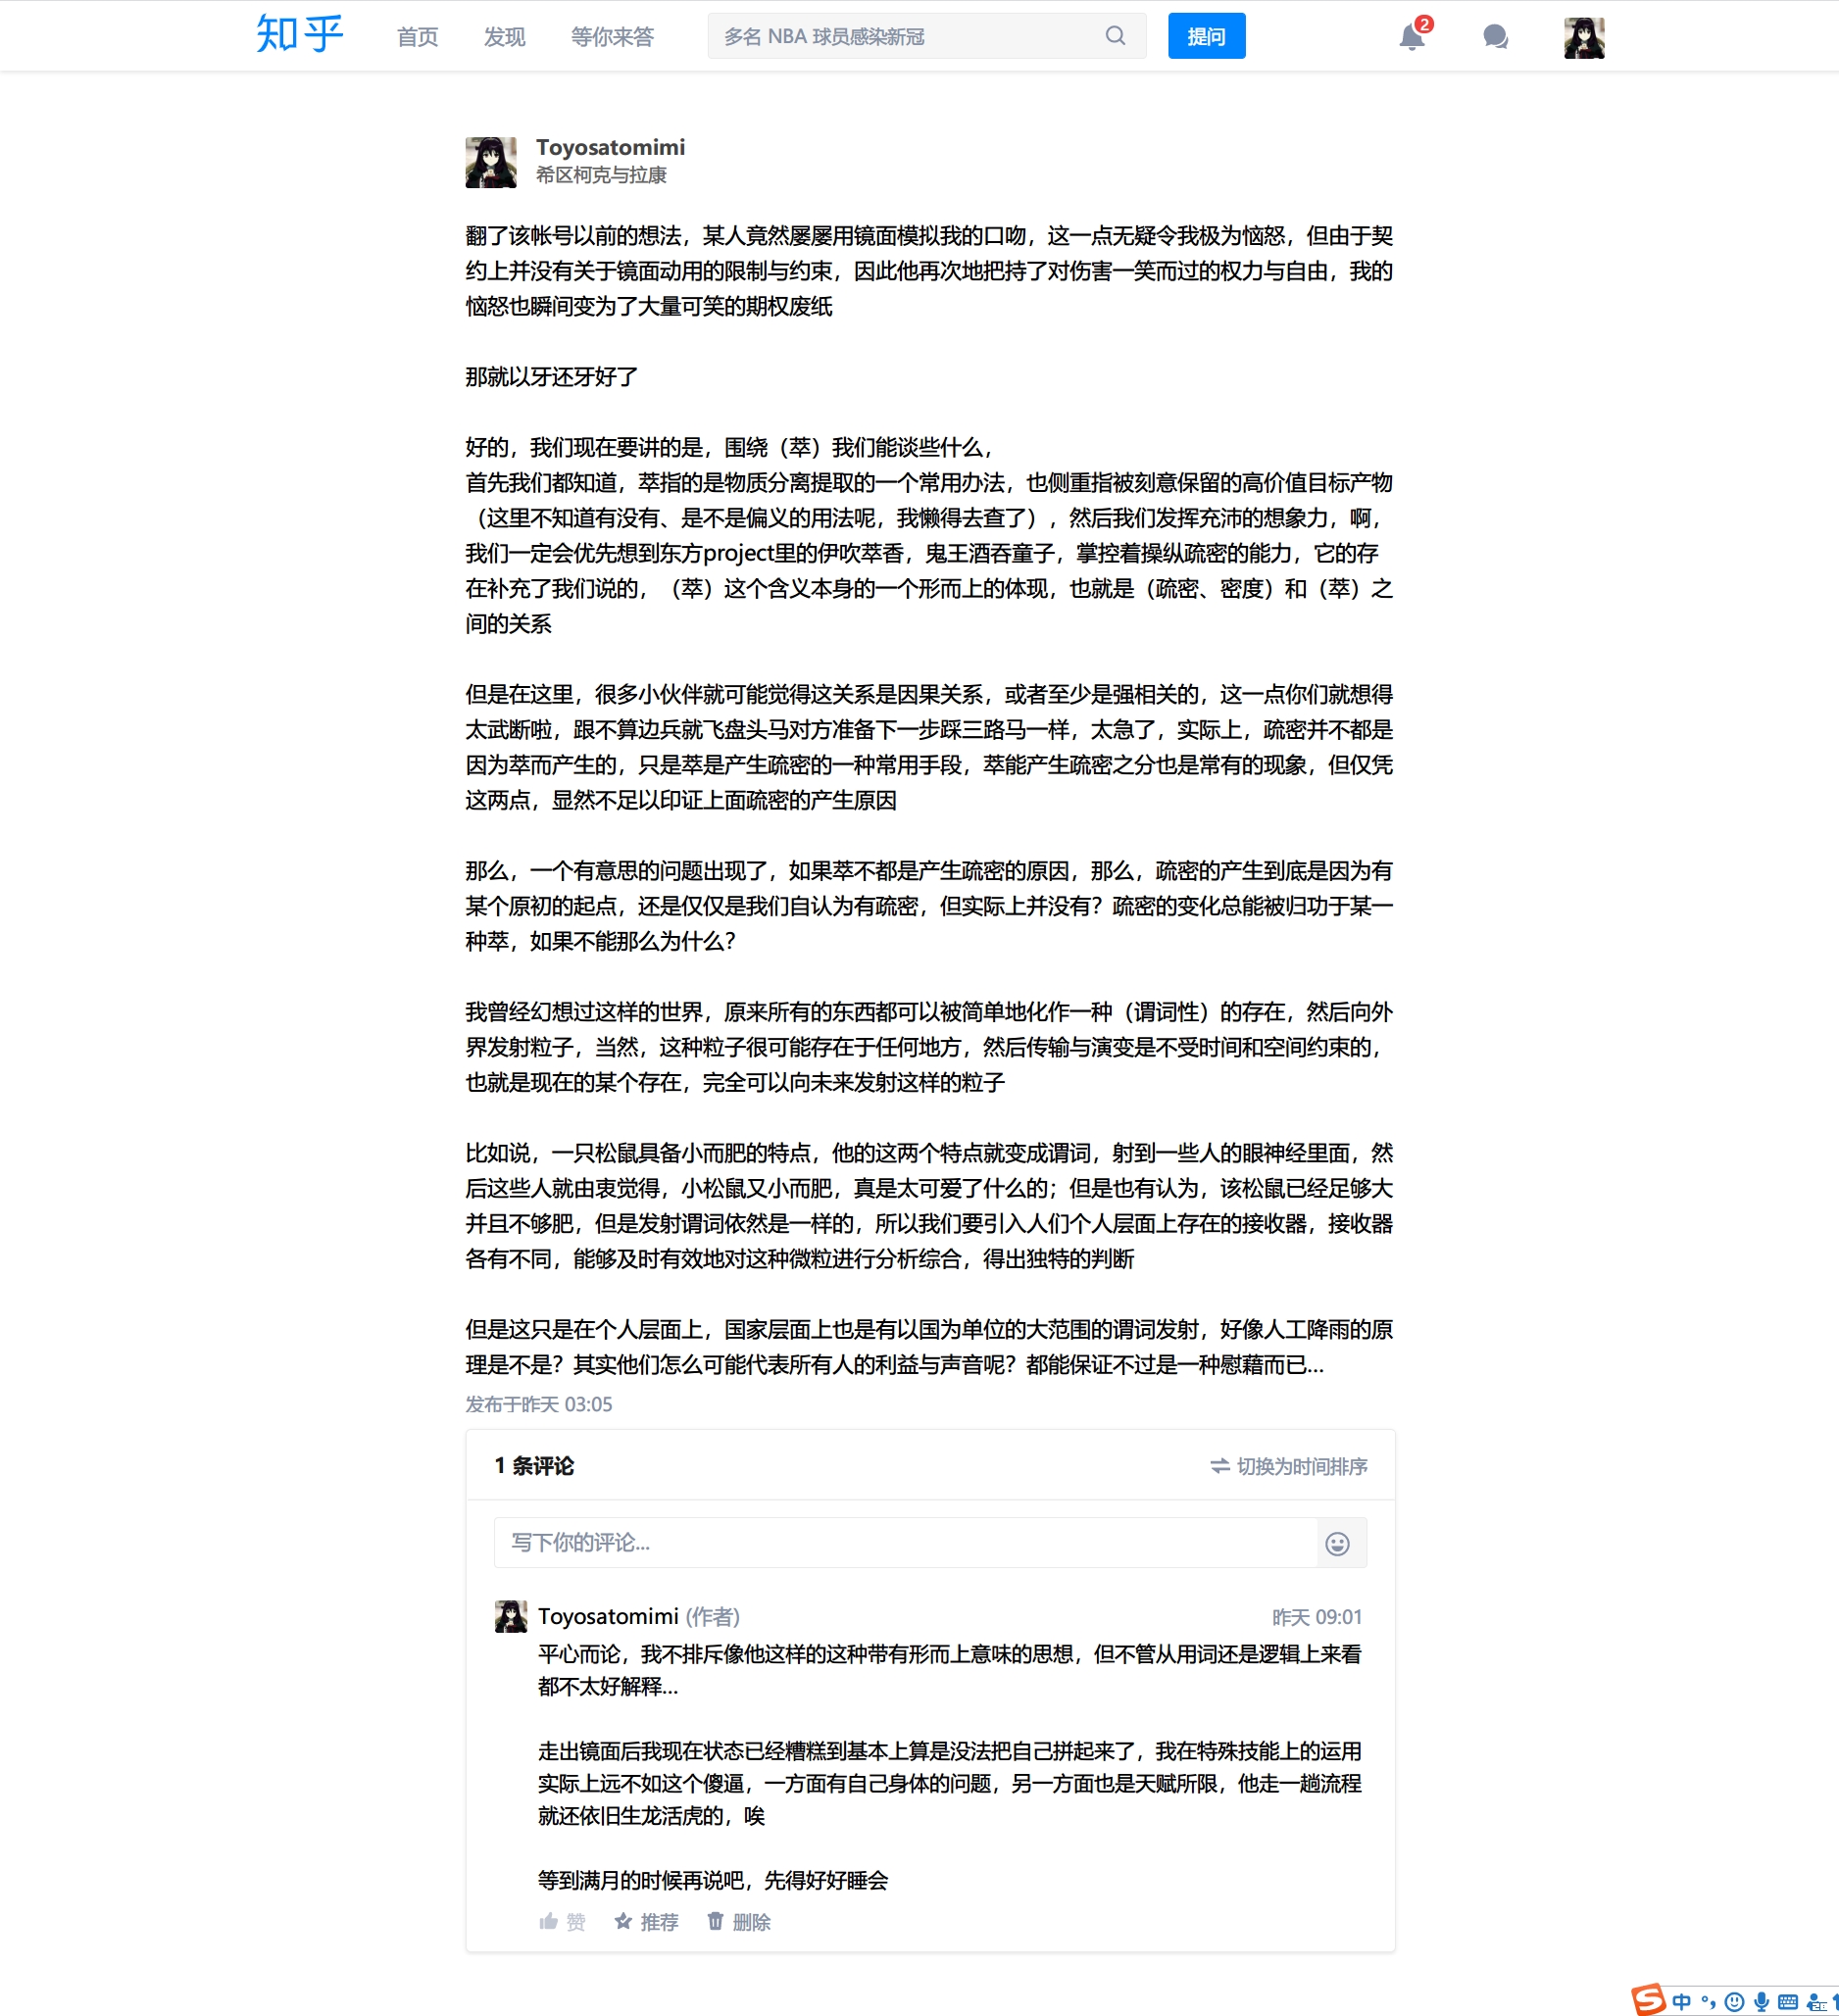 知乎 首页 发现 等你来答 多名 NBA 球员感染新冠 提问 2
Toyosatomimi
希区柯克与拉康
翻了该帐号以前的想法，某人竟然屡屡用镜面模拟我的口吻，这一点无疑令我极为恼怒，但由于契
约上并没有关于镜面动用的限制与约束，因此他再次地把持了对伤害一笑而过的权力与自由，我的
恼怒也瞬间变为了大量可笑的期权废纸
那就以牙还牙好了
好的，我们现在要讲的是，围绕（萃）我们能谈些什么，
首先我们都知道，萃指的是物质分离提取的一个常用办法，也侧重指被刻意保留的高价值目标产物
（这里不知道有没有、是不是偏义的用法呢，我懒得去查了），然后我们发挥充沛的想象力，啊，
我们一定会优先想到东方project里的伊吹萃香，鬼王酒吞童子，掌控着操纵疏密的能力，它的存
在补充了我们说的，（萃）这个含义本身的一个形而上的体现，也就是（疏密、密度）和（萃）之
间的关系
但是在这里，很多小伙伴就可能觉得这关系是因果关系，或者至少是强相关的，这一点你们就想得
太武断啦，跟不算边兵就飞盘头马对方准备下一步踩三路马一样，太急了，实际上，疏密并不都是
因为萃而产生的，只是萃是产生疏密的一种常用手段，萃能产生疏密之分也是常有的现象，但仅凭
这两点，显然不足以印证上面疏密的产生原因
那么，一个有意思的问题出现了，如果萃不都是产生疏密的原因，那么，疏密的产生到底是因为有
某个原初的起点，还是仅仅是我们自认为有疏密，但实际上并没有？疏密的变化总能被归功于某一
种萃，如果不能那么为什么？
我曾经幻想过这样的世界，原来所有的东西都可以被简单地化作一种（谓词性）的存在，然后向外
界发射粒子，当然，这种粒子很可能存在于任何地方，然后传输与演变是不受时间和空间约束的，
也就是现在的某个存在，完全可以向未来发射这样的粒子
比如说，一只松鼠具备小而肥的特点，他的这两个特点就变成谓词，射到一些人的眼神经里面，然
后这些人就由衷觉得，小松鼠又小而肥，真是太可爱了什么的；但是也有认为，该松鼠已经足够大
并且不够肥，但是发射谓词依然是一样的，所以我们要引入人们个人层面上存在的接收器，接收器
各有不同，能够及时有效地对这种微粒进行分析综合，得出独特的判断
但是这只是在个人层面上，国家层面上也是有以国为单位的大范围的谓词发射，好像人工降雨的原
理是不是？其实他们怎么可能代表所有人的利益与声音呢？都能保证不过是一种慰藉而已...
发布于昨天 03:05
1 条评论 切换为时间排序
写下你的评论...
Toyosatomimi (作者) 昨天 09:01
平心而论，我不排斥像他这样的这种带有形而上意味的思想，但不管从用词还是逻辑上来看
都不太好解释...
走出镜面后我现在状态已经糟糕到基本上算是没法把自己拼起来了，我在特殊技能上的运用
实际上远不如这个傻逼，一方面有自己身体的问题，另一方面也是天赋所限，他走一趟流程
就还依旧生龙活虎的，唉
等到满月的时候再说吧，先得好好睡会
赞 推荐 删除
S 中